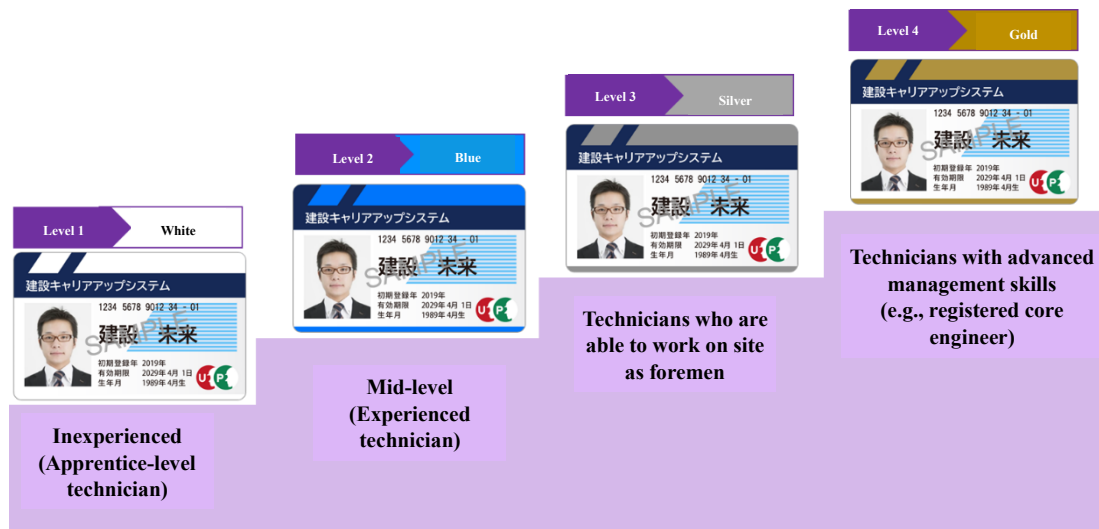 Level 1
White
建設キャリアアップシステム
1234 5678 9012 34 - 01
建設 未来
SAMPLE
初期登録年 2019年
有効期限 2029年 4月 1日
生年月 1989年 4月生
U P
Inexperienced
(Apprentice-level
technician)
Level 2
Blue
建設キャリアアップシステム
1234 5678 9012 34 - 01
建設 未来
SAMPLE
初期登録年 2019年
有効期限 2029年 4月 1日
生年月 1989年 4月生
U P
Mid-level
(Experienced
technician)
Level 3
Silver
建設キャリアアップシステム
1234 5678 9012 34 - 01
建設 未来
SAMPLE
初期登録年 2019年
有効期限 2029年 4月 1日
生年月 1989年 4月生
U P
Technicians who are
able to work on site
as foremen
Level 4
Gold
建設キャリアアップシステム
1234 5678 9012 34 - 01
建設 未来
SAMPLE
初期登録年 2019年
有効期限 2029年 4月 1日
生年月 1989年 4月生
U P
Technicians with advanced
management skills
(e.g., registered core
engineer)